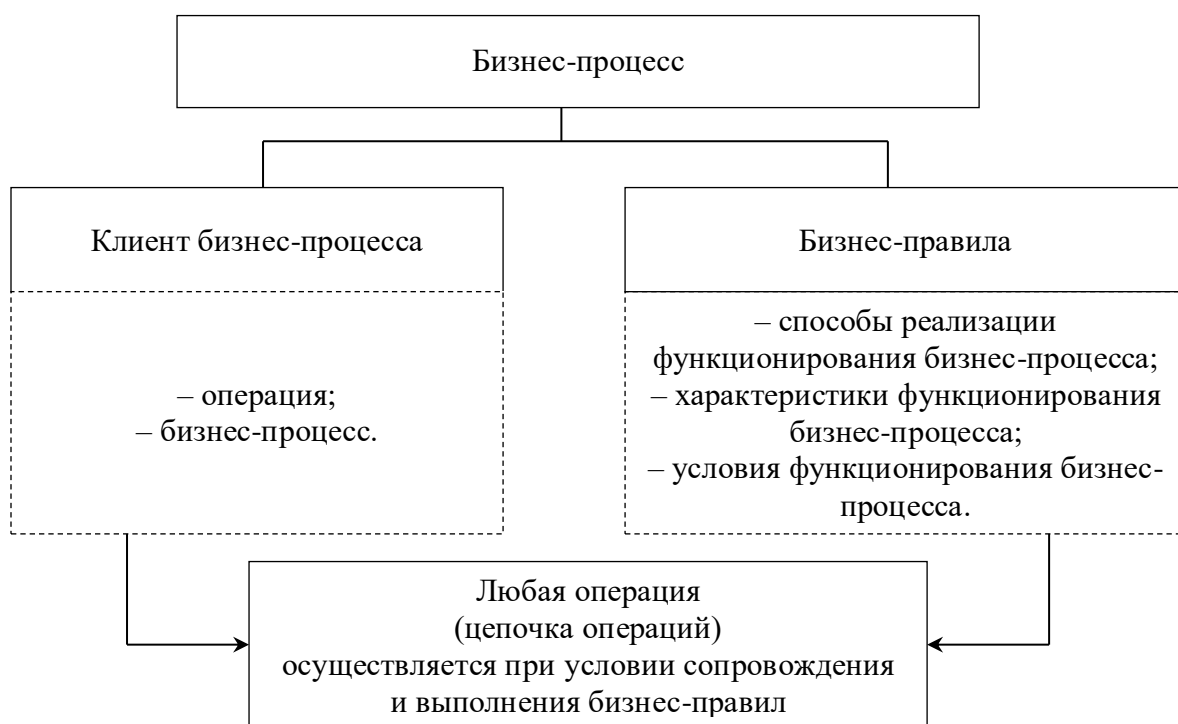 Бизнес-процесс
Клиент бизнес-процесса
– операция;
– бизнес-процесс.
Бизнес-правила
– способы реализации
функционирования бизнес-процесса;
– характеристики функционирования
бизнес-процесса;
– условия функционирования бизнес-
процесса.
Любая операция
(цепочка операций)
осуществляется при условии сопровождения
и выполнения бизнес-правил